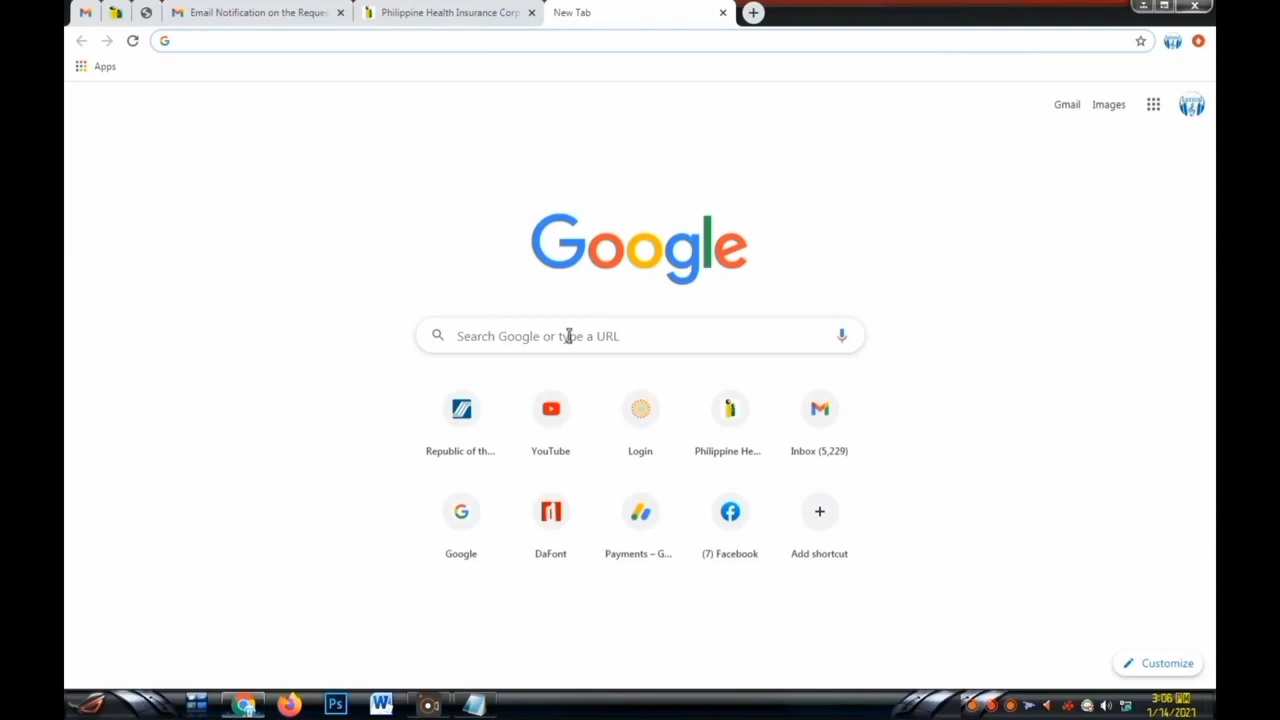 Email Notification on the Reques
Philippine Health Insurance Corp
New Tab
Apps
Gmail
Images
Google
Search Google or type a URL
Republic of th...
YouTube
Login
Philippine He...
Inbox (5,229)
Google
DaFont
Payments – G...
(7) Facebook
Add shortcut
Customize
Ps
W
3:06 PM
1/14/2021